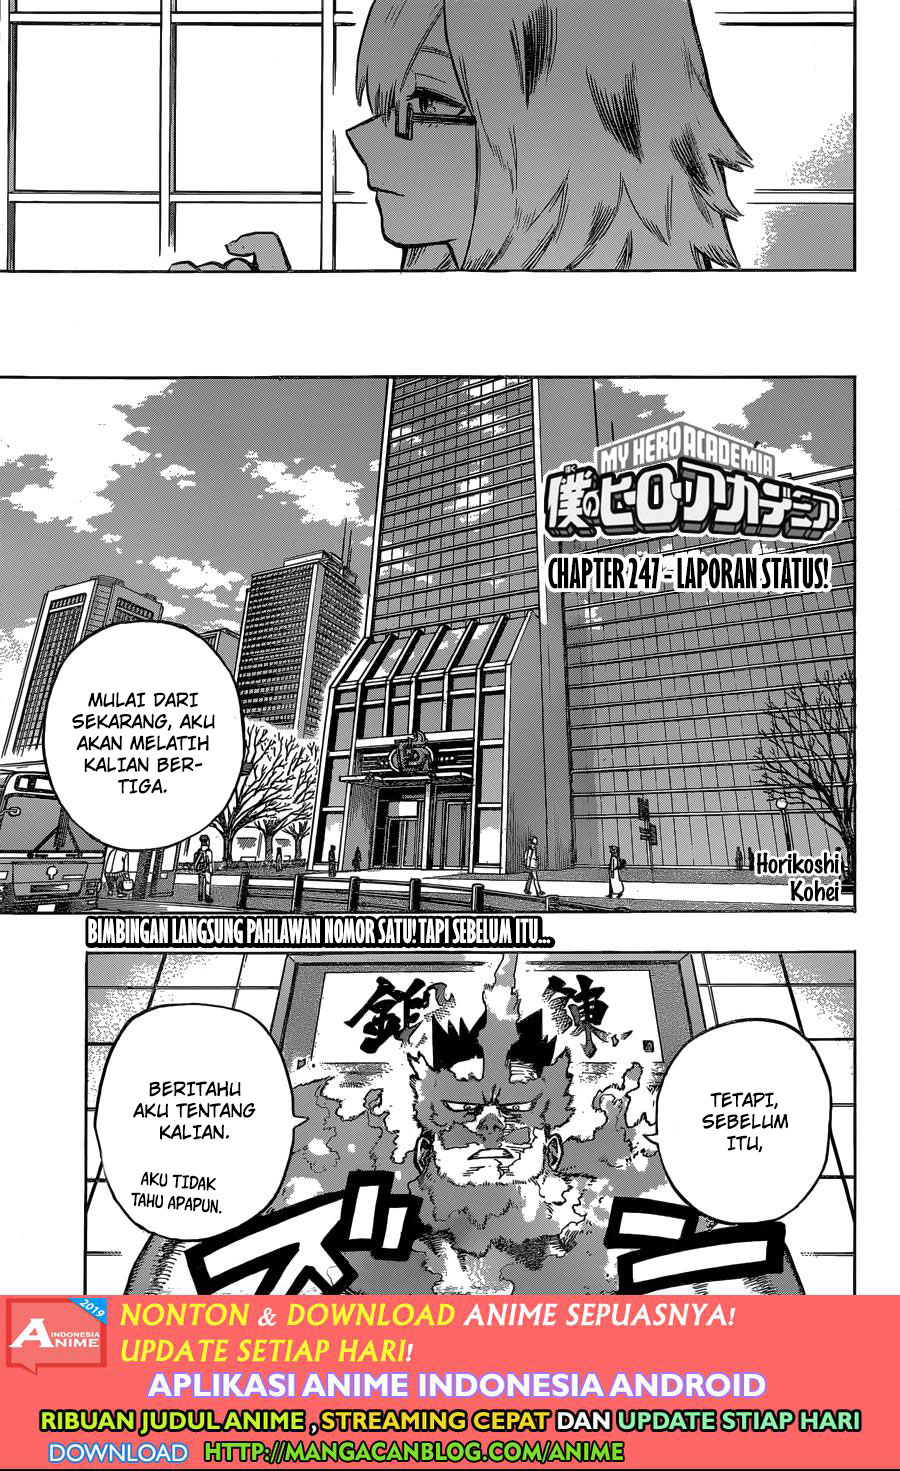 MY HERO ACADEMIA
僕のヒーローアカデミア
CHAPTER 247 - LAPORAN STATUS!
MULAI DARI
SEKARANG, AKU
AKAN MELATIH
KALIAN BER-
TIGA.
Horikoshi
Kohei
BIMBINGAN LANGSUNG PAHLAWAN NOMOR SATU! TAPI SEBELUM ITU...
TETAPI,
SEBELUM
ITU,
BERITAHU
AKU TENTANG
KALIAN.
AKU TIDAK
TAHU APAPUN.
ズン
2019
INDONESIA
ANIME
NONTON & DOWNLOAD ANIME SEPUASNYA!
UPDATE SETIAP HARI!
APLIKASI ANIME INDONESIA ANDROID
RIBUAN JUDUL ANIME , STREAMING CEPAT DAN UPDATE STIAP HARI
DOWNLOAD HTTP://MANGACANBLOG.COM/ANIME